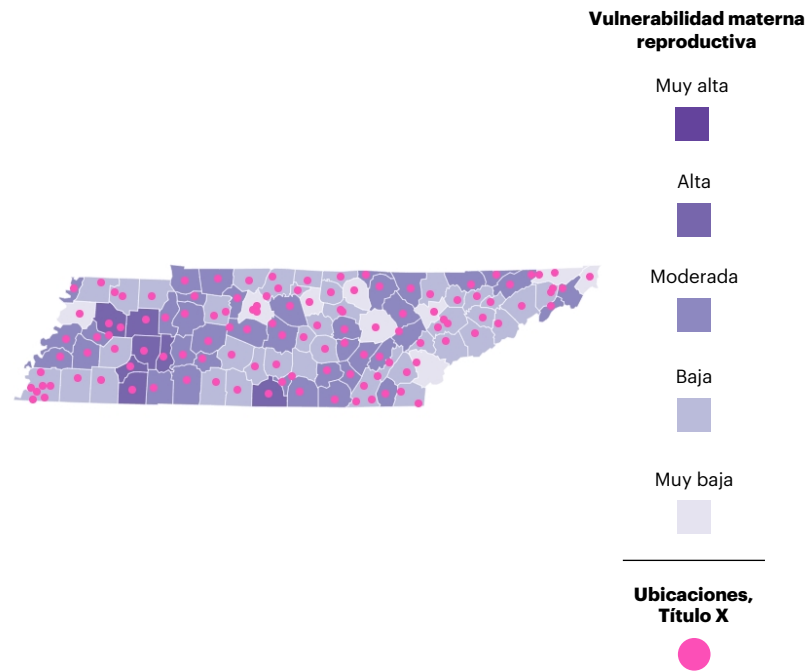 Vulnerabilidad materna
reproductiva
Muy alta
Alta
Moderada
Baja
Muy baja
Ubicaciones,
Título X